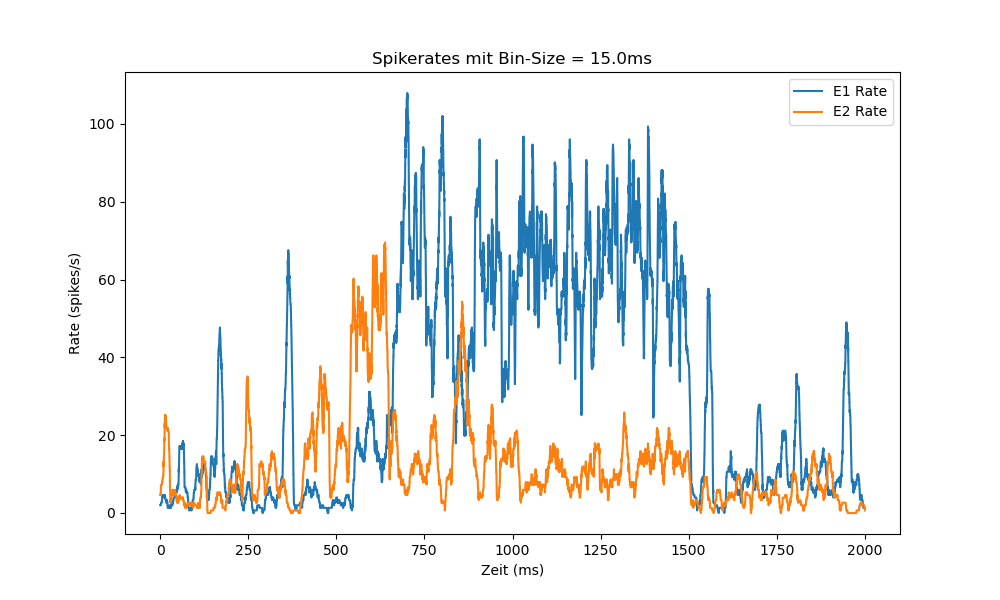 Spikerates mit Bin-Size = 15.0ms
E1 Rate
E2 Rate
Rate (spikes/s)
100
80
60
40
20
0
0 250 500 750 1000 1250 1500 1750 2000
Zeit (ms)